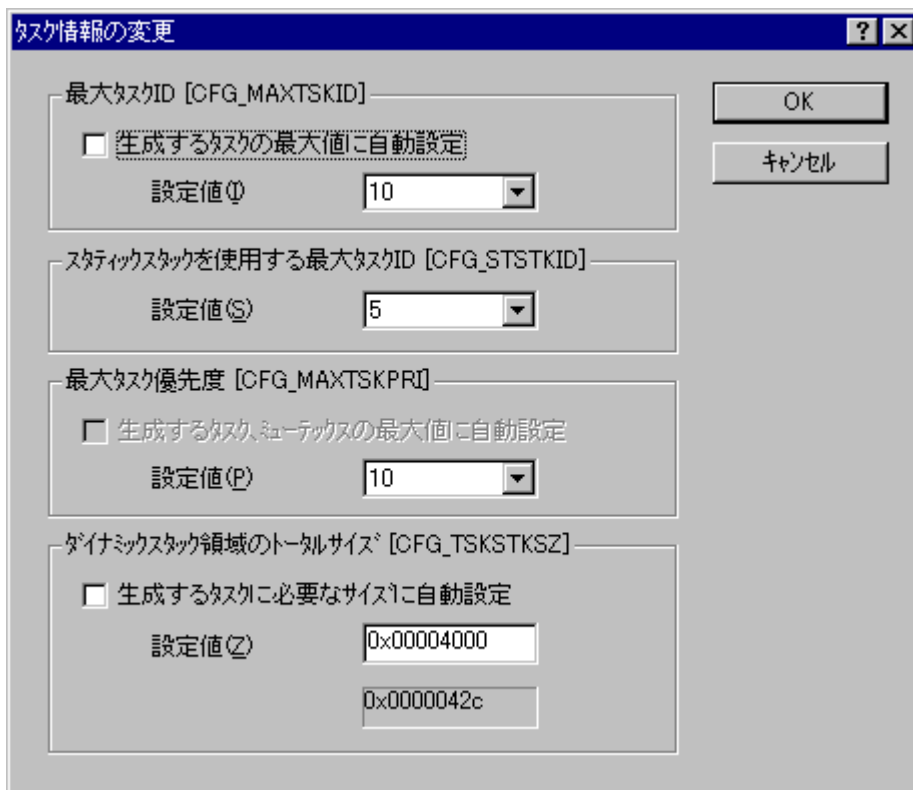 ﾀｽｸ情報の変更
最大ﾀｽｸID [CFG_MAXTSKID]
OK
生成するﾀｽｸの最大値に自動設定
ｷｬﾝｾﾙ
設定値(I) 10
ｽﾀﾃｨｯｸｽﾀｯｸを使用する最大ﾀｽｸID [CFG_STSTKID]
設定値(S) 5
最大ﾀｽｸ優先度 [CFG_MAXTSKPRI]
生成するﾀｽｸ､ﾐｭｰﾃｯｸｽの最大値に自動設定
設定値(P) 10
ﾀﾞｲﾅﾐｯｸｽﾀｯｸ領域のﾄｰﾀﾙｻｲｽﾞ [CFG_TSKSTKSZ]
生成するﾀｽｸに必要なｻｲｽﾞに自動設定
設定値(Z) 0x00004000
0x0000042c